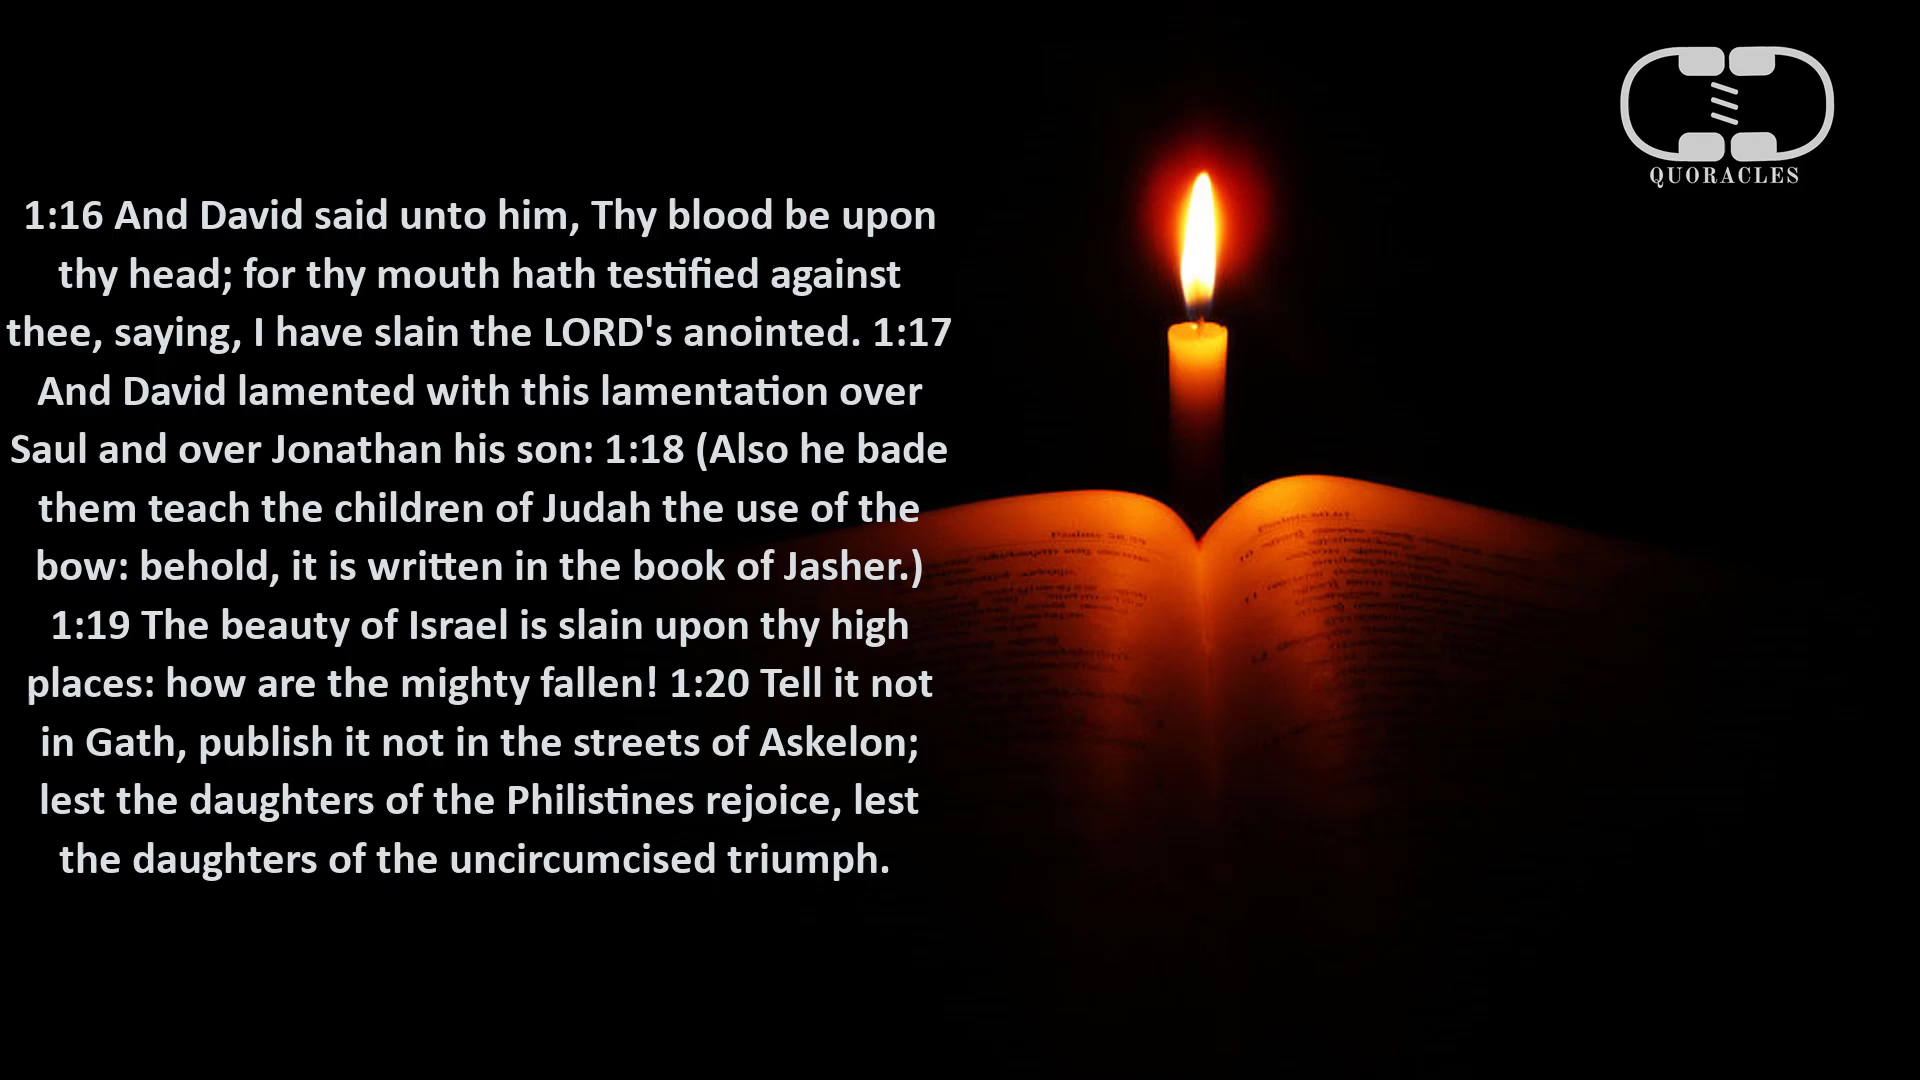 QUORACLES
1:16 And David said unto him, Thy blood be upon
thy head; for thy mouth hath testified against
thee, saying, I have slain the LORD's anointed. 1:17
And David lamented with this lamentation over
Saul and over Jonathan his son: 1:18 (Also he bade
them teach the children of Judah the use of the
bow: behold, it is written in the book of Jasher.)
1:19 The beauty of Israel is slain upon thy high
places: how are the mighty fallen! 1:20 Tell it not
in Gath, publish it not in the streets of Askelon;
lest the daughters of the Philistines rejoice, lest
the daughters of the uncircumcised triumph.